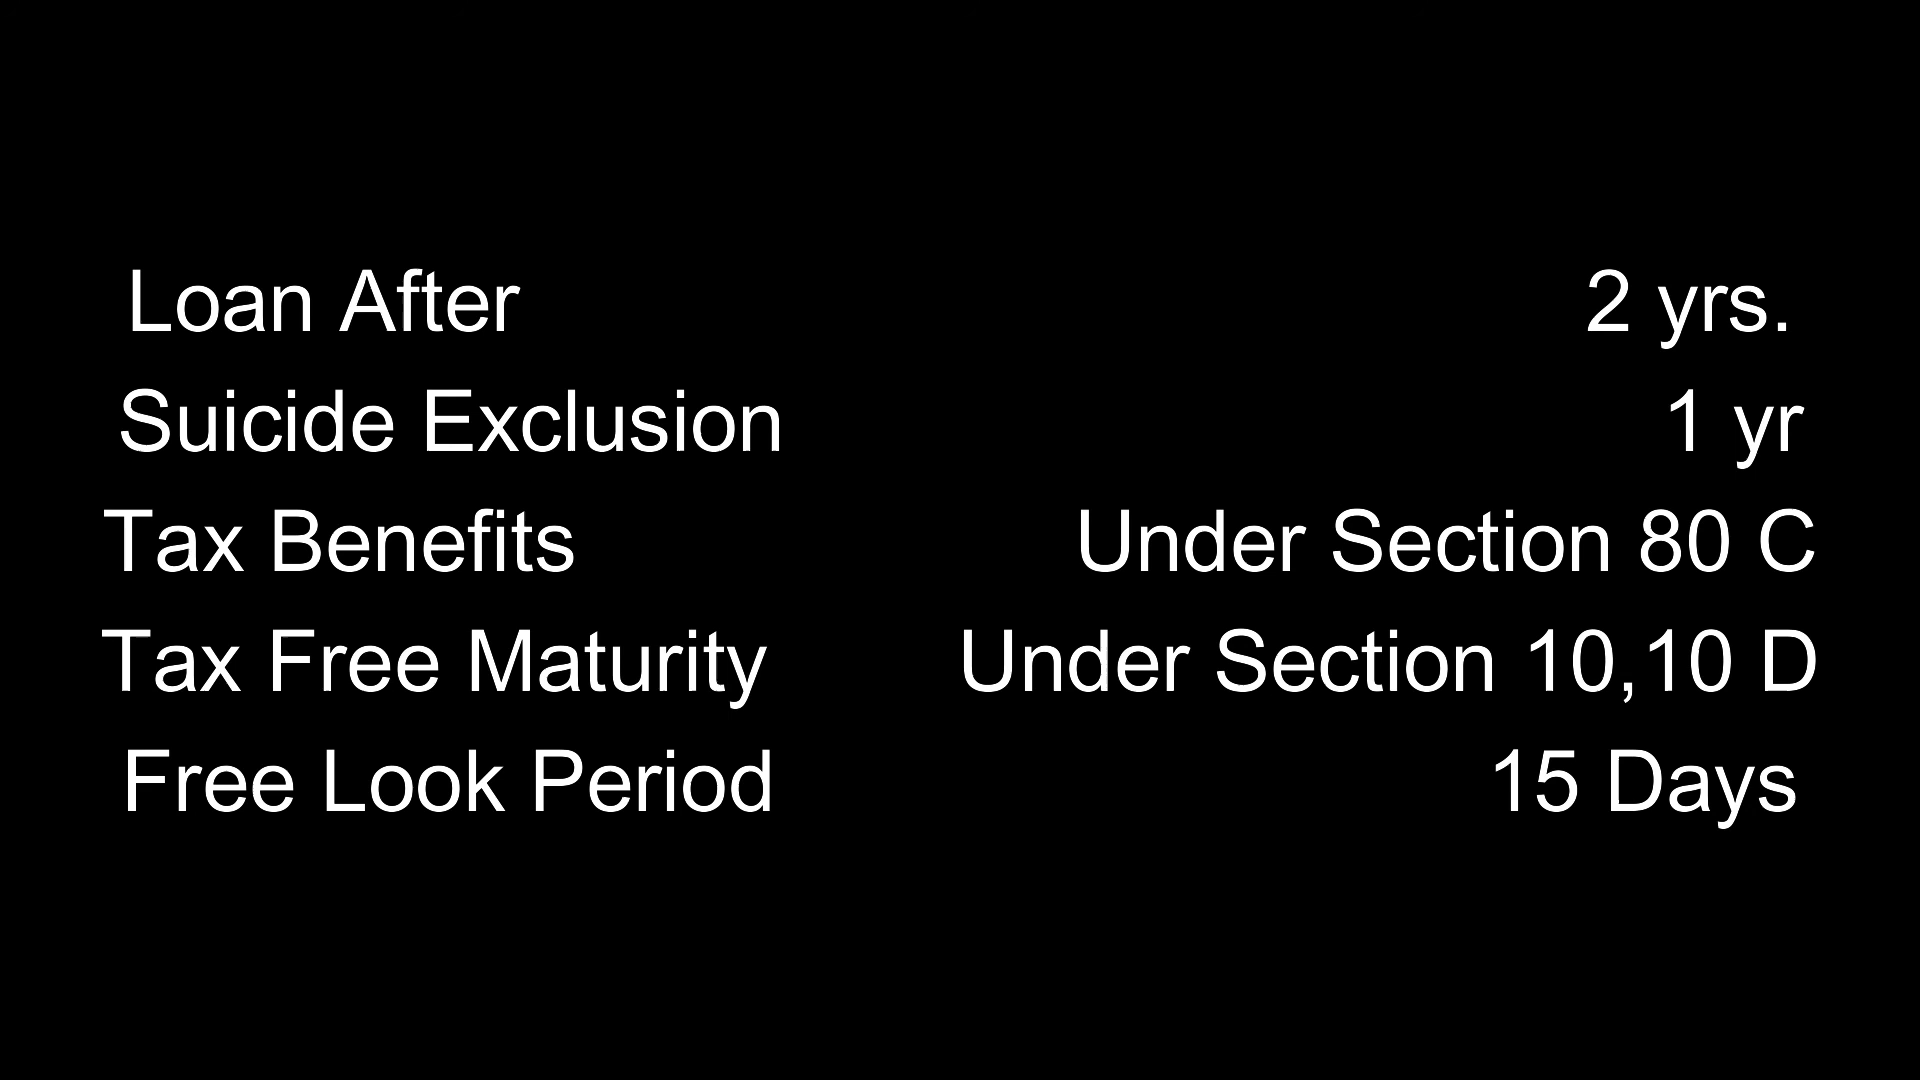 Loan After 2 yrs.
Suicide Exclusion 1 yr
Tax Benefits Under Section 80 C
Tax Free Maturity Under Section 10,10 D
Free Look Period 15 Days